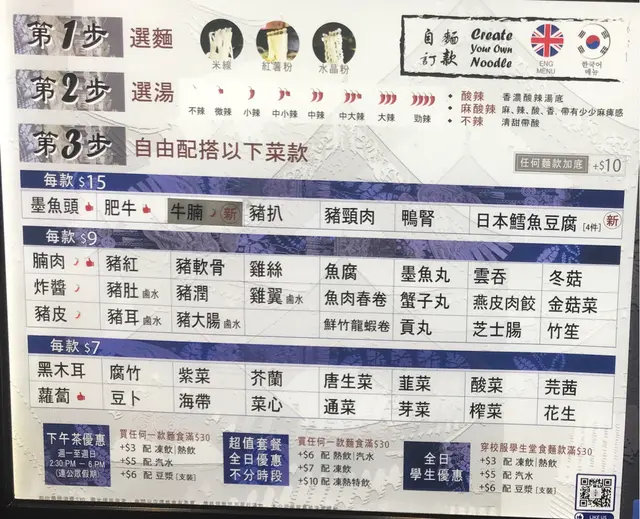 第1步 選麵
米線 紅薯粉 水晶粉
自訂 麵款 Create Your Own Noodle
ENG MENU
한국어 메뉴
第2步 選湯
不辣 微辣 小辣 中小辣 中辣 中大辣 大辣 勁辣
酸辣 香濃酸辣湯底
麻酸辣 麻、辣、酸、香、帶有少少麻痺感
不辣 清甜帶酸
第3步 自由配搭以下菜款
任何麵款加底 +$10
每款 $15
墨魚頭 肥牛 牛腩 新 豬扒 豬頸肉 鴨腎 日本鱈魚豆腐 [4件] 新
每款 $9
腩肉 豬紅 豬軟骨 雞絲 魚腐 墨魚丸 雲吞 冬菇
炸醬 豬肚 滷水 豬潤 雞翼 滷水 魚肉春卷 蟹子丸 燕皮肉餃 金菇菜
豬皮 豬耳 滷水 豬大腸 滷水 鮮竹龍蝦卷 貢丸 芝士腸 竹笙
每款 $7
黑木耳 腐竹 紫菜 芥蘭 唐生菜 韮菜 酸菜 芫茜
蘿蔔 豆卜 海帶 菜心 通菜 芽菜 榨菜 花生
下午茶優惠
週一至週日
2:30 PM - 6 PM
(連公眾假期)
買任何一款麵食滿$30
+$3 配 凍飲/熱飲
+$5 配 汽水
+$6 配 豆漿 [支裝]
超值套餐
全日優惠
不分時段
買任何一款麵食滿$30
+$6 配 熱飲/汽水
+$7 配 凍飲
+$10 配 凍熱特飲
全日
學生優惠
穿校服學生堂食麵款滿$30
+$3 配 凍飲/熱飲
+$5 配 汽水
+$6 配 豆漿 [支裝]
LIKE US